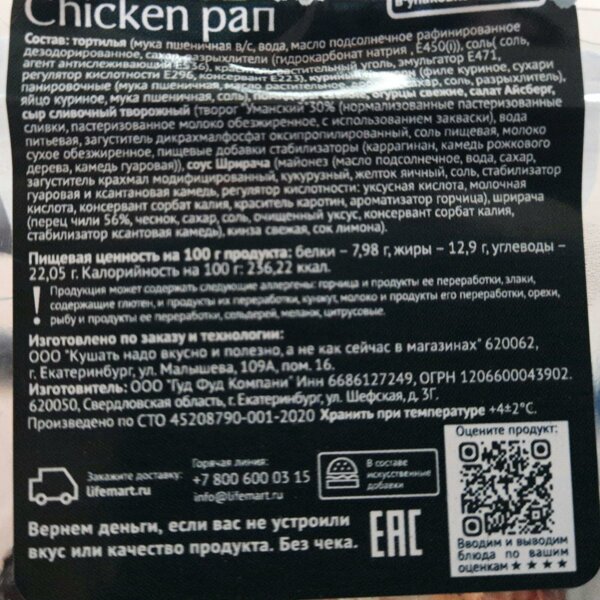 Chicken рап
Состав: тортилья (мука пшеничная в/с, вода, масло подсолнечное рафинированное
дезодорированное, сахар, разрыхлители (гидрокарбонат натрия , E450(i)), соль( соль,
агент антислеживающий E536), краситель растительный уголь, эмульгатор E471,
регулятор кислотности E296, консервант E223), куриный (филе куриное, сухари
панировочные (мука пшеничная, масло растительное, соль, разрыхлитель),
яйцо куриное, мука пшеничная, соль), огурцы свежие, салат Айсберг,
сыр сливочный творожный (творог "Уманский"30% (нормализованные пастеризованные
сливки, пастеризованное молоко обезжиренное, с использованием закваски), вода
питьевая, загуститель дикрахмалфосфат оксипропилированный, соль пищевая, молоко
сухое обезжиренное, пищевые добавки стабилизаторы (каррагинан, камедь рожкового
дерева, камедь гуаровая)), соус Шрирача (майонез (масло подсолнечное, вода, сахар,
загуститель крахмал модифицированный, кукурузный, желток яичный, соль, стабилизатор
гуаровая и ксантановая камедь, регулятор кислотности: уксусная кислота, молочная
кислота, консервант сорбат калия, краситель каротин, ароматизатор горчица), шрирача
(перец чили 56%, чеснок, сахар, соль, очищенный уксус, консервант сорбат калия,
стабилизатор ксантовая камедь), кинза свежая, сок лимона).
Пищевая ценность на 100 г продукта: белки – 7,98 г, жиры – 12,9 г, углеводы –
22,05 г. Калорийность на 100 г: 236,22 ккал.
! Продукция может содержать следующие аллергены: горчица и продукты ее переработки, злаки,
содержащие глютен, и продукты их переработки, кунжут, молоко и продукты его переработки, орехи,
рыбу и продукты ее переработки, сельдерей, меланж, цитрусовые.
Изготовлено по заказу и технологии:
ООО "Кушать надо вкусно и полезно, а не как сейчас в магазинах" 620062,
г. Екатеринбург, ул. Малышева, 109А, пом. 16.
Изготовитель: ООО "Гуд Фуд Компани" Инн 6686127249, ОГРН 1206600043902.
620050, Свердловская область, г. Екатеринбург, ул. Шефская, д. 3Г.
Произведено по СТО 45208790-001-2020 Хранить при температуре +4±2°С.
Оцените продукт:
Закажите доставку:
lifemart.ru
Горячая линия:
+7 800 600 03 15
info@lifemart.ru
В составе
искусственные
добавки
Вернем деньги, если вас не устроили
вкус или качество продукта. Без чека.
EAC
Вводим и выводим
блюда по вашим
оценкам ★ ★ ★ ★